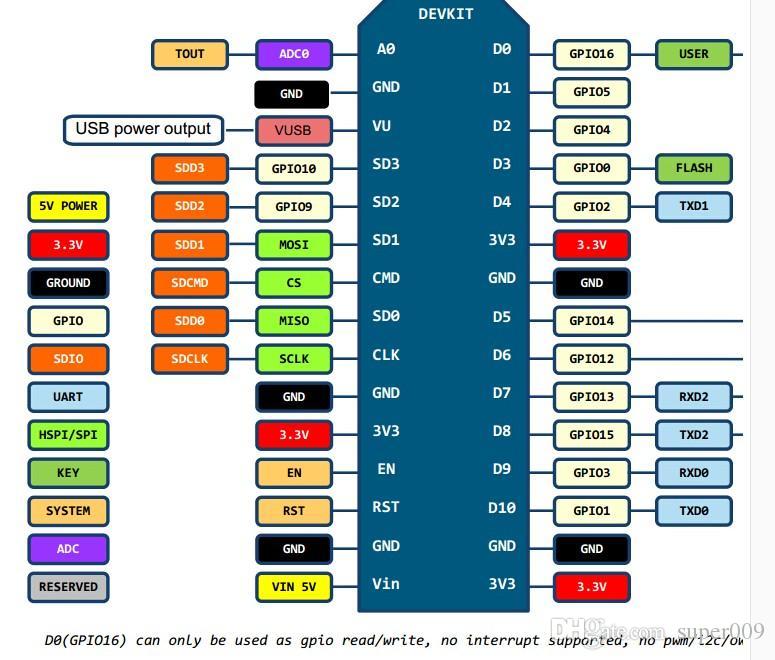 DEVKIT
TOUT ADC0 A0 D0 GPIO16 USER
GND GND D1 GPIO5
USB power output VUSB VU D2 GPIO4
SDD3 GPIO10 SD3 D3 GPIO0 FLASH
5V POWER SDD2 GPIO9 SD2 D4 GPIO2 TXD1
3.3V SDD1 MOSI SD1 3V3 3.3V
GROUND SDCMD CS CMD GND GND
GPIO SDD0 MISO SD0 D5 GPIO14
SDIO SDCLK SCLK CLK D6 GPIO12
UART GND GND D7 GPIO13 RXD2
HSPI/SPI 3.3V 3V3 D8 GPIO15 TXD2
KEY EN EN D9 GPIO3 RXD0
SYSTEM RST RST D10 GPIO1 TXD0
ADC GND GND GND GND
RESERVED VIN 5V Vin 3V3 3.3V
D0(GPIO16) can only be used as gpio read/write, no interrupt supported, no pwm/i2c/ow
DHgate.com super009